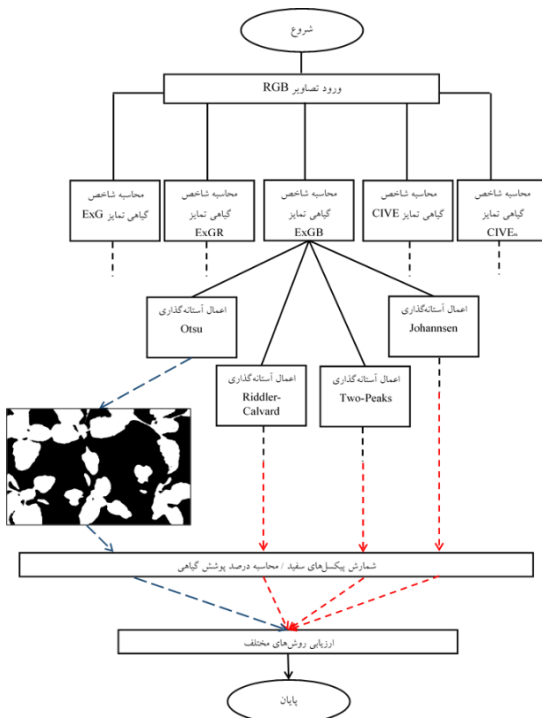 شروع
ورود تصاویر RGB
محاسبه شاخص
گیاهی تمایز ExG
محاسبه شاخص
گیاهی تمایز
ExGR
محاسبه شاخص
گیاهی تمایز
ExGB
محاسبه شاخص
گیاهی تمایز CIVE
محاسبه شاخص
گیاهی تمایز
CIVEₙ
اعمال آستانه‌گذاری
Otsu
اعمال آستانه‌گذاری
Riddler-
Calvard
اعمال آستانه‌گذاری
Two-Peaks
اعمال آستانه‌گذاری
Johannsen
شمارش پیکسل‌های سفید / محاسبه درصد پوشش گیاهی
ارزیابی روش‌های مختلف
پایان